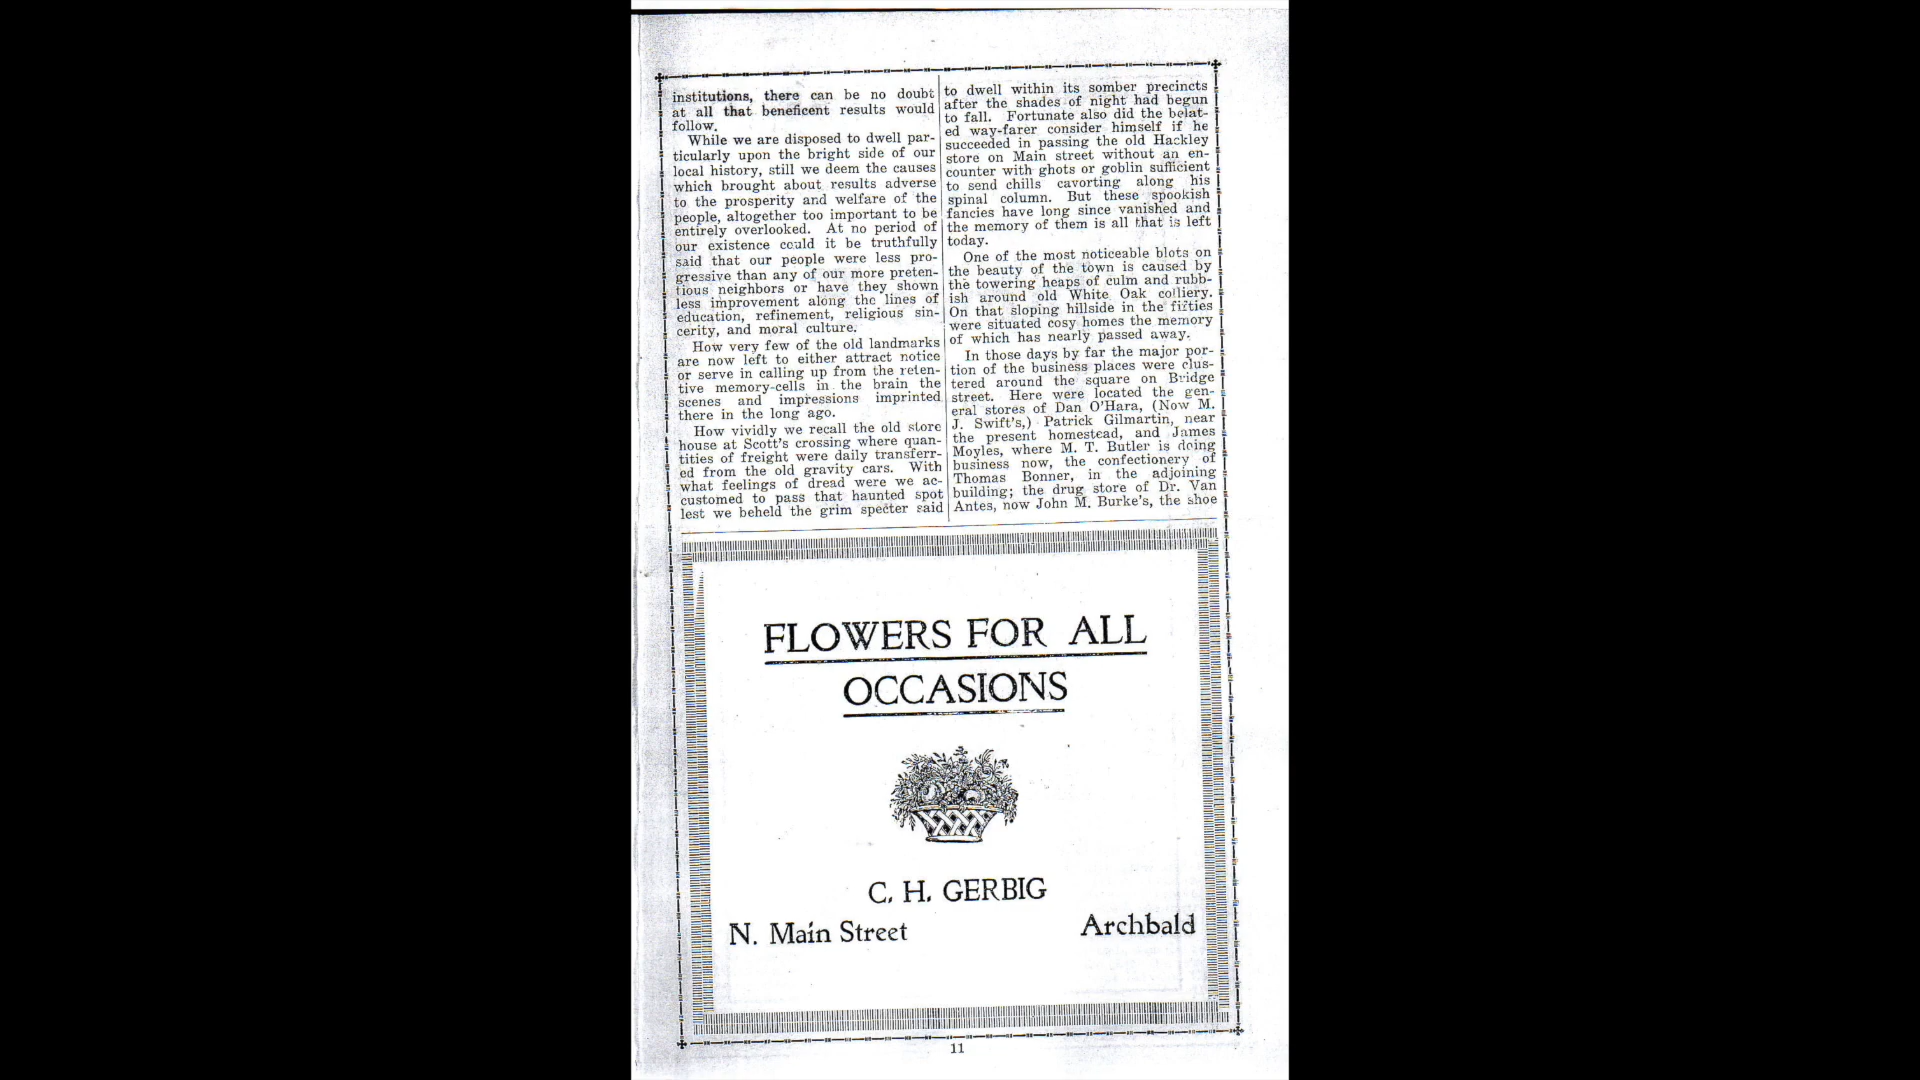 institutions, there can be no doubt
at all that beneficent results would
follow.
While we are disposed to dwell par-
ticularly upon the bright side of our
local history, still we deem the causes
which brought about results adverse
to the prosperity and welfare of the
people, altogether too important to be
entirely overlooked. At no period of
our existence could it be truthfully
said that our people were less pro-
gressive than any of our more preten-
tious neighbors or have they shown
less improvement along the lines of
education, refinement, religious sin-
cerity, and moral culture.
How very few of the old landmarks
are now left to either attract notice
or serve in calling up from the reten-
tive memory-cells in the brain the
scenes and impressions imprinted
there in the long ago.
How vividly we recall the old store
house at Scott's crossing where quan-
tities of freight were daily transferr-
ed from the old gravity cars. With
what feelings of dread were we ac-
customed to pass that haunted spot
lest we beheld the grim specter said
to dwell within its somber precincts
after the shades of night had begun
to fall. Fortunate also did the belat-
ed way-farer consider himself if he
succeeded in passing the old Hackley
store on Main street without an en-
counter with ghots or goblin sufficient
to send chills cavorting along his
spinal column. But these spookish
fancies have long since vanished and
the memory of them is all that is left
today.
One of the most noticeable blots on
the beauty of the town is caused by
the towering heaps of culm and rubb-
ish around old White Oak colliery.
On that sloping hillside in the fifties
were situated cosy homes the memory
of which has nearly passed away.
In those days by far the major por-
tion of the business places were clus-
tered around the square on Bridge
street. Here were located the gen-
eral stores of Dan O'Hara, (Now M.
J. Swift's,) Patrick Gilmartin, near
the present homestead, and James
Moyles, where M. T. Butler is doing
business now, the confectionery of
Thomas Bonner, in the adjoining
building; the drug store of Dr. Van
Antes, now John M. Burke's, the shoe
FLOWERS FOR ALL
OCCASIONS
C. H. GERBIG
N. Main Street Archbald
11